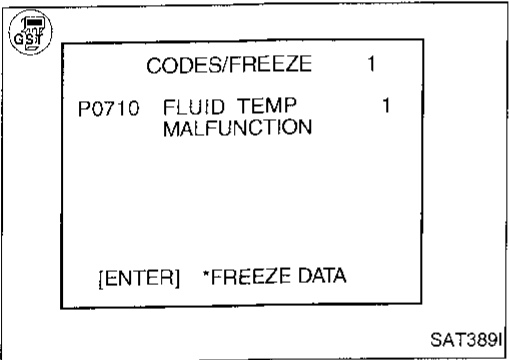 GST
CODES/FREEZE 1
P0710 FLUID TEMP 1
MALFUNCTION
[ENTER] *FREEZE DATA
SAT389I